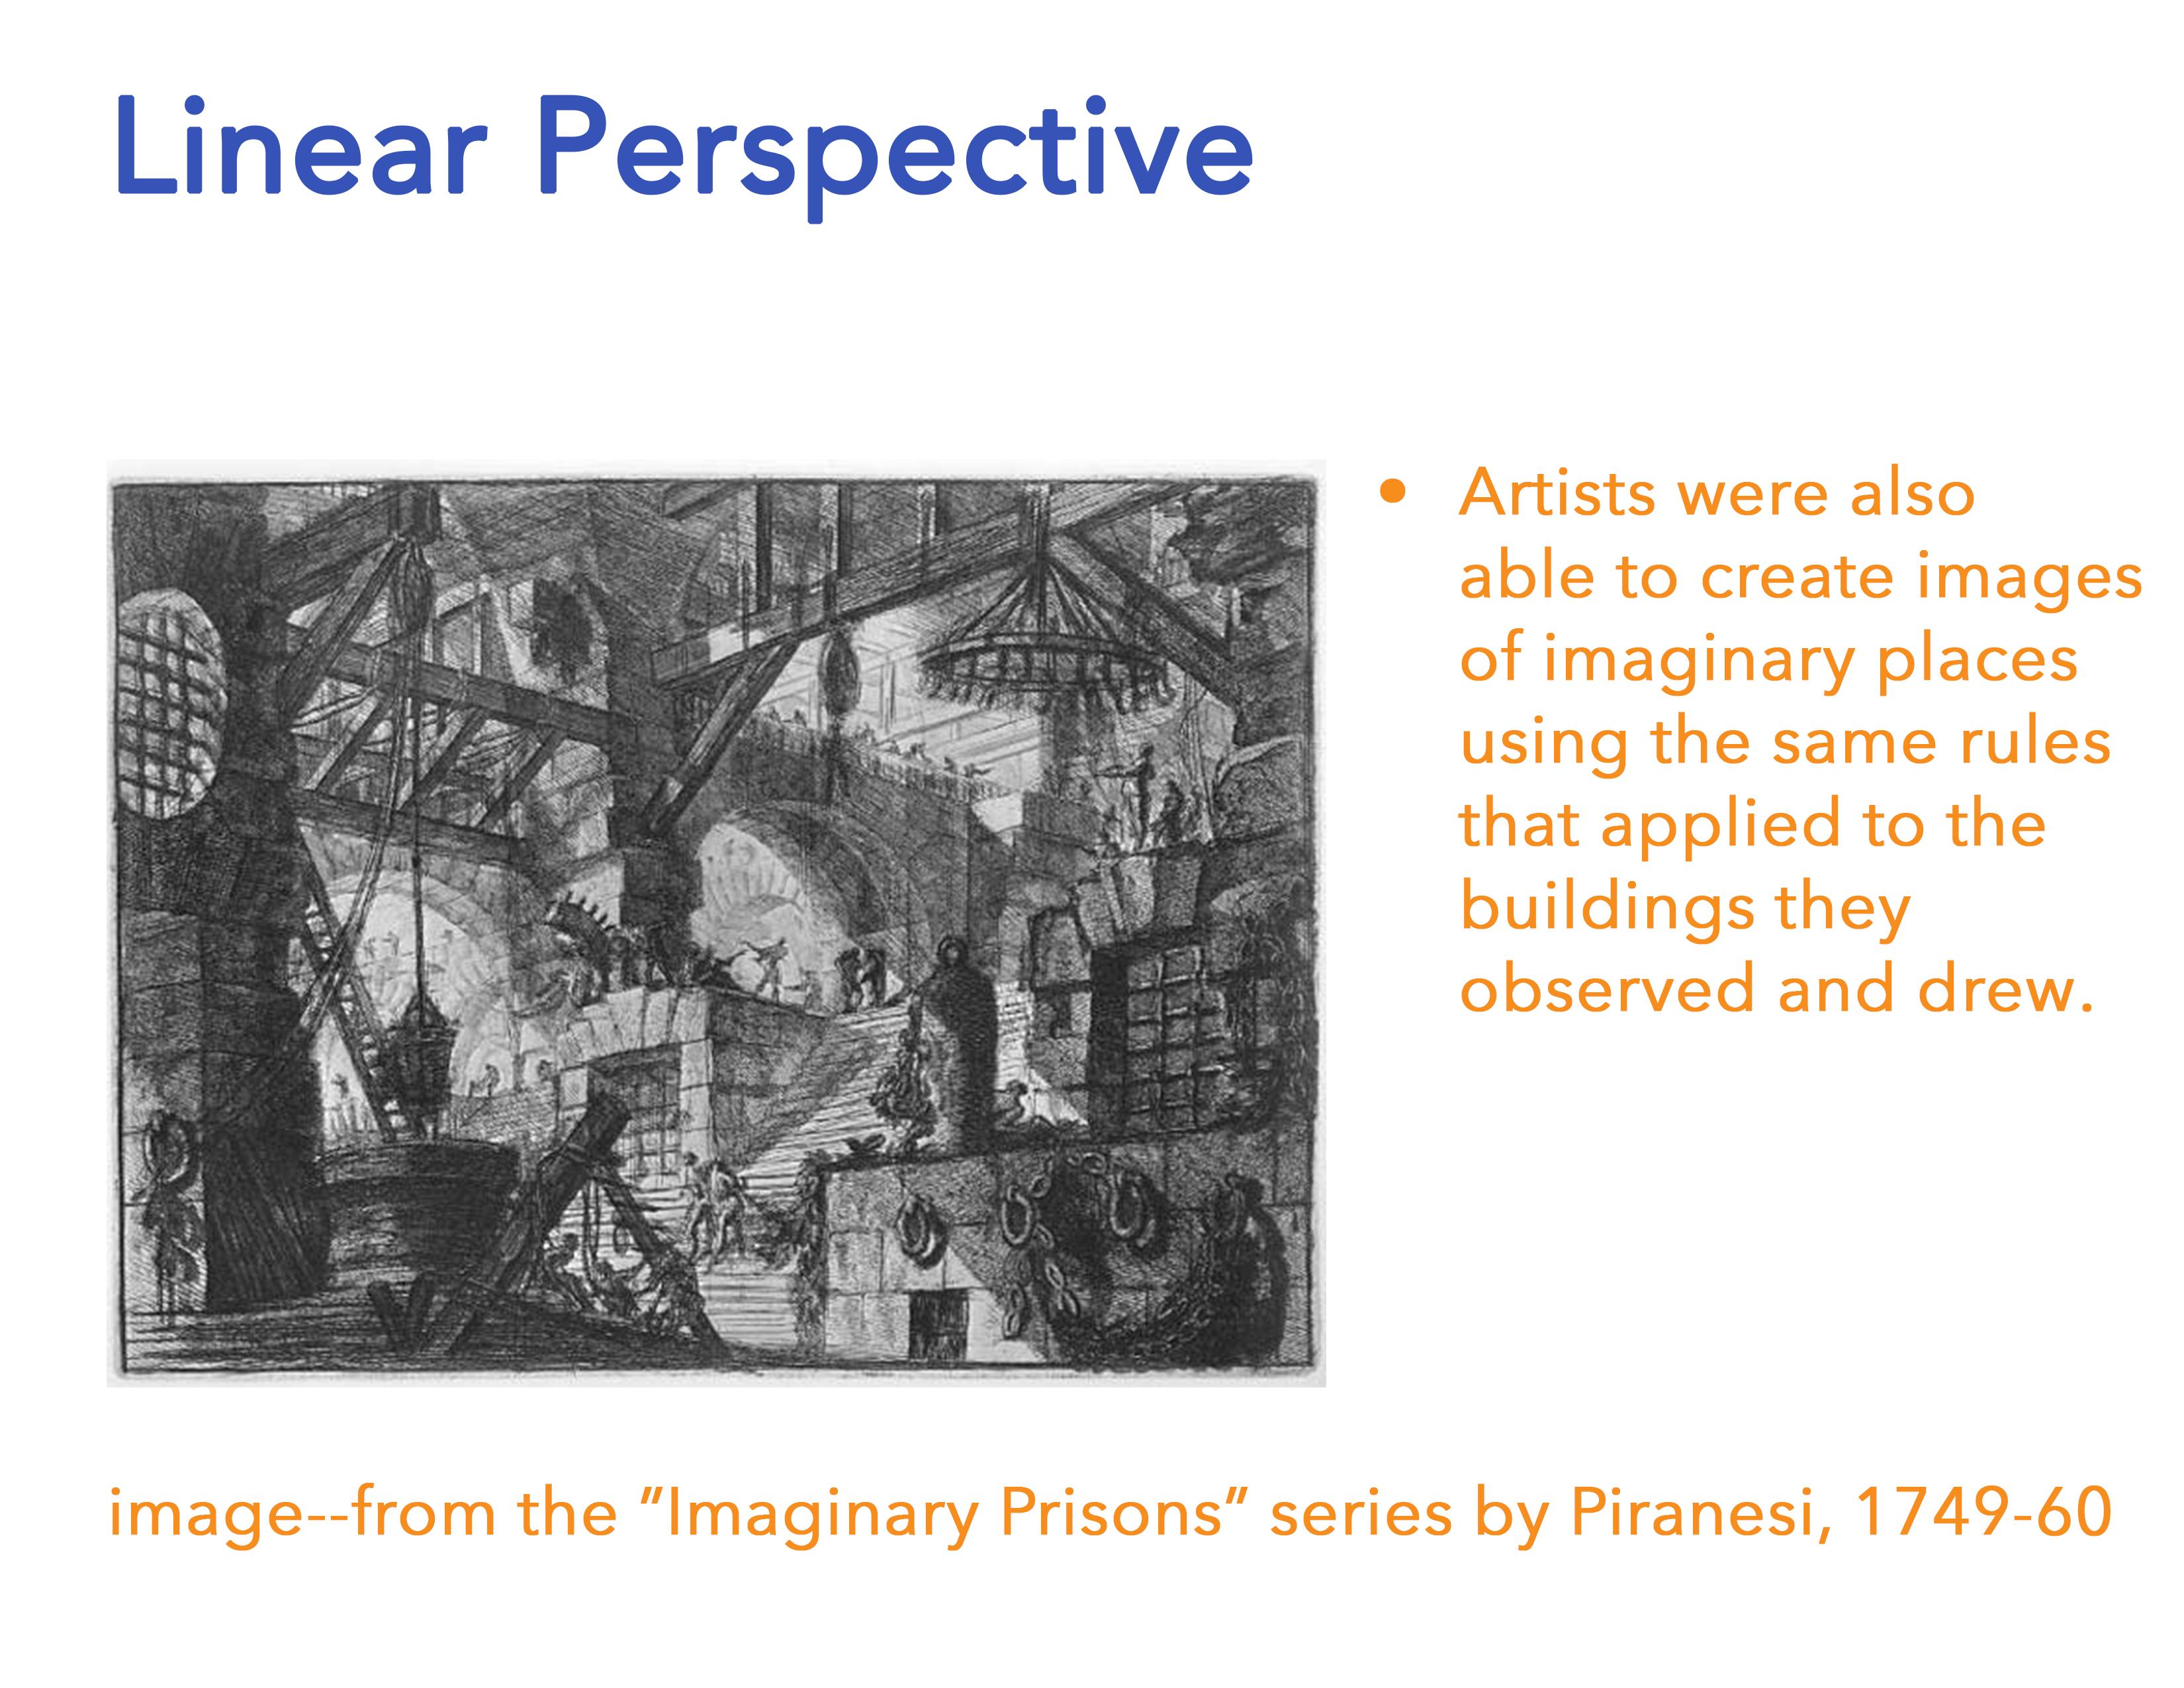 Linear Perspective
• Artists were also
able to create images
of imaginary places
using the same rules
that applied to the
buildings they
observed and drew.
image--from the "Imaginary Prisons" series by Piranesi, 1749-60